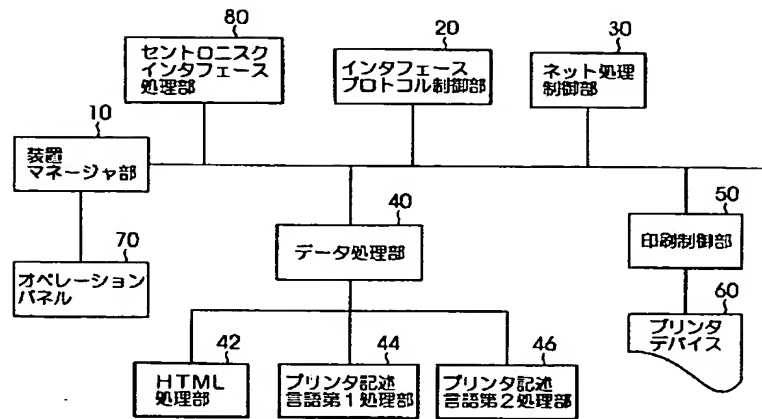 80
セントロニスク
インタフェース
処理部
20
インタフェース
プロトコル制御部
30
ネット処理
制御部
10
装置
マネージャ部
70
オペレーション
パネル
40
データ処理部
50
印刷制御部
60
プリンタ
デバイス
42
HTML
処理部
44
プリンタ記述
言語第1処理部
46
プリンタ記述
言語第2処理部